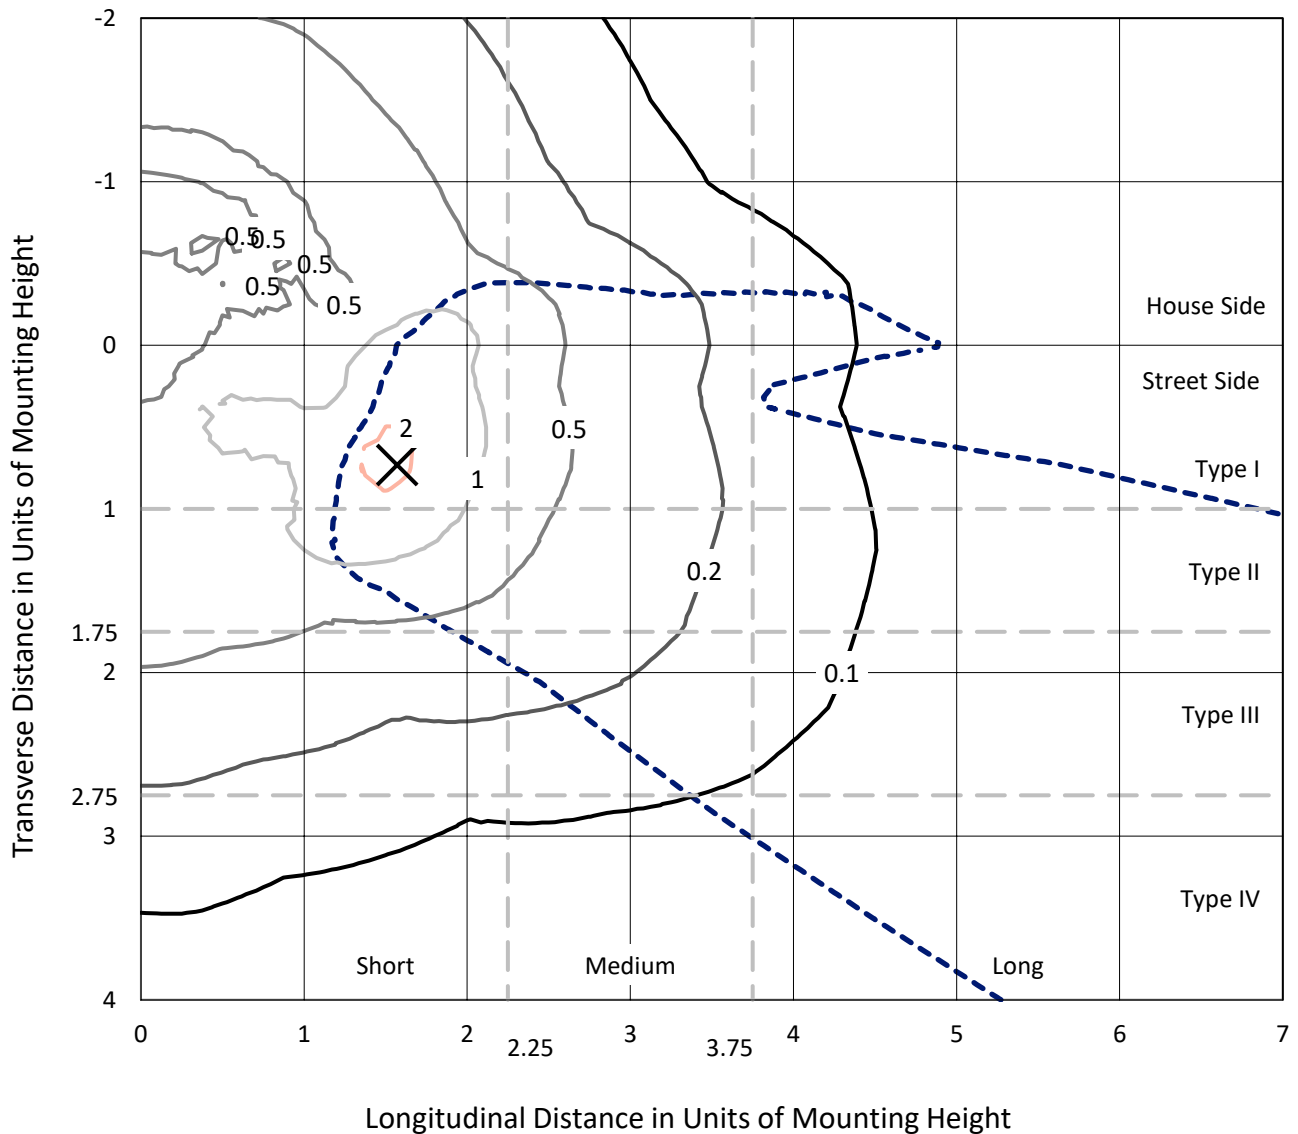 -2
-1
0.5
0.5
0.5
0.5
0.5
House Side
0
Street Side
2
0.5
1
Type I
1
0.2
Type II
1.75
2
0.1
Type III
2.75
3
Type IV
Short
Medium
Long
4
0
1
2
2.25
3
3.75
4
5
6
7
Transverse Distance in Units of Mounting Height
Longitudinal Distance in Units of Mounting Height